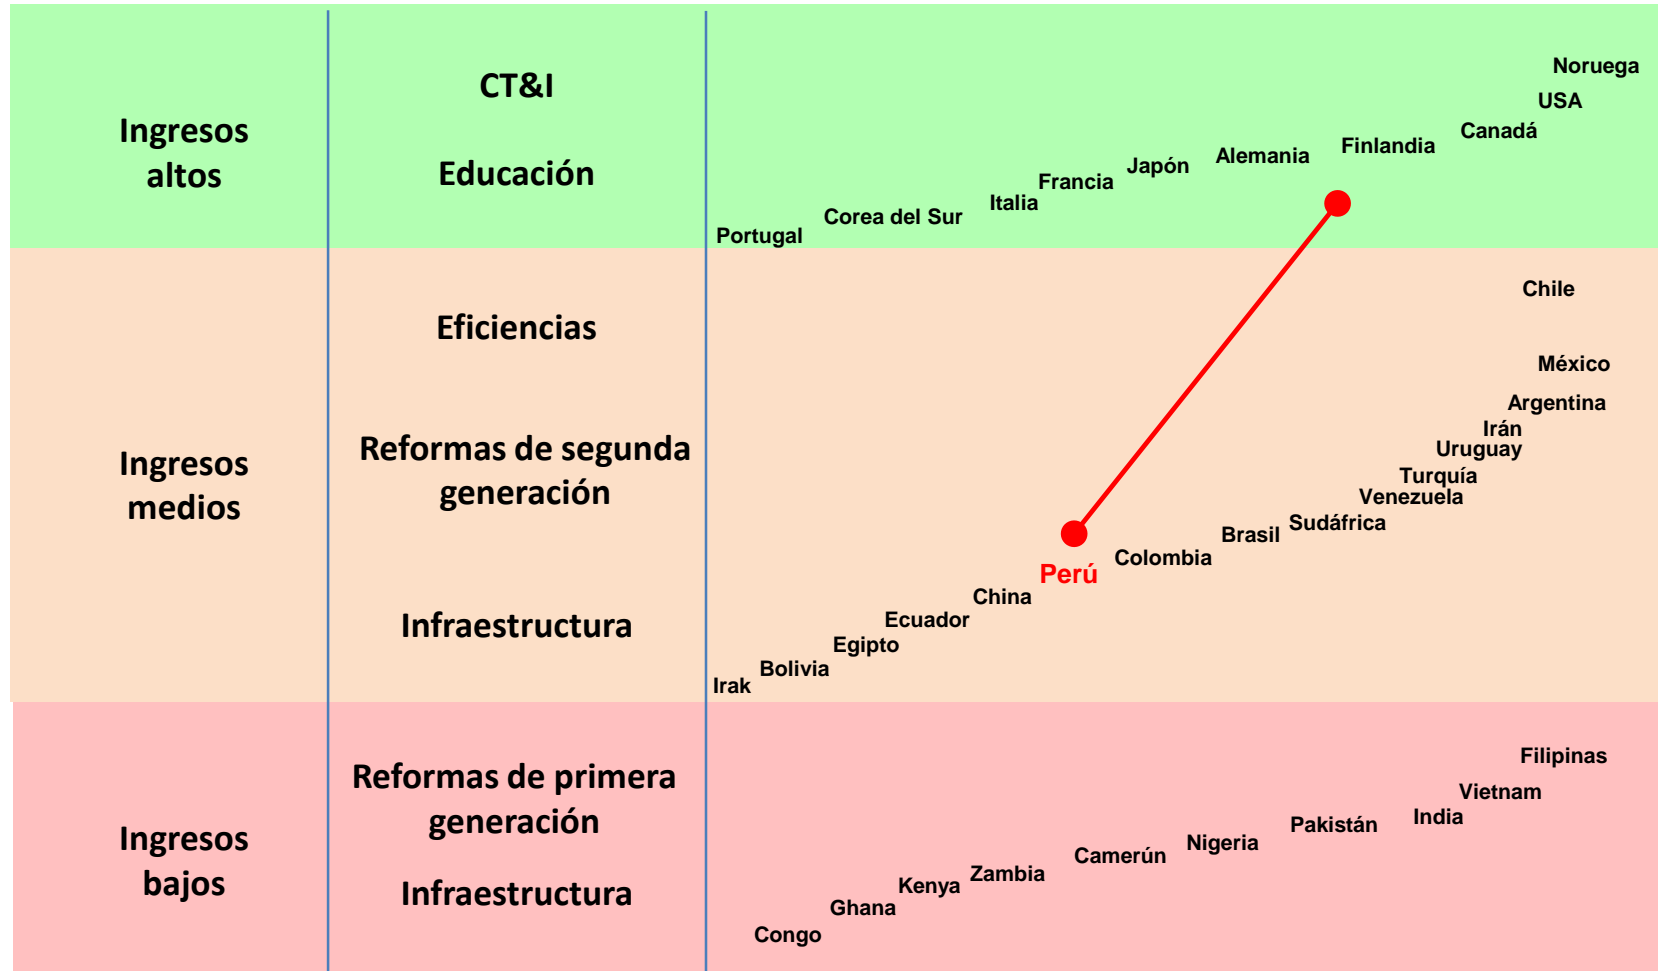 Ingresos
altos
CT&I
Educación
Noruega
USA
Canadá
Finlandia
Alemania
Japón
Francia
Italia
Corea del Sur
Portugal
Ingresos
medios
Eficiencias
Reformas de segunda
generación
Infraestructura
Chile
México
Argentina
Irán
Uruguay
Turquía
Venezuela
Sudáfrica
Brasil
Colombia
Perú
China
Ecuador
Egipto
Bolivia
Irak
Ingresos
bajos
Reformas de primera
generación
Infraestructura
Filipinas
Vietnam
India
Pakistán
Nigeria
Camerún
Zambia
Kenya
Ghana
Congo